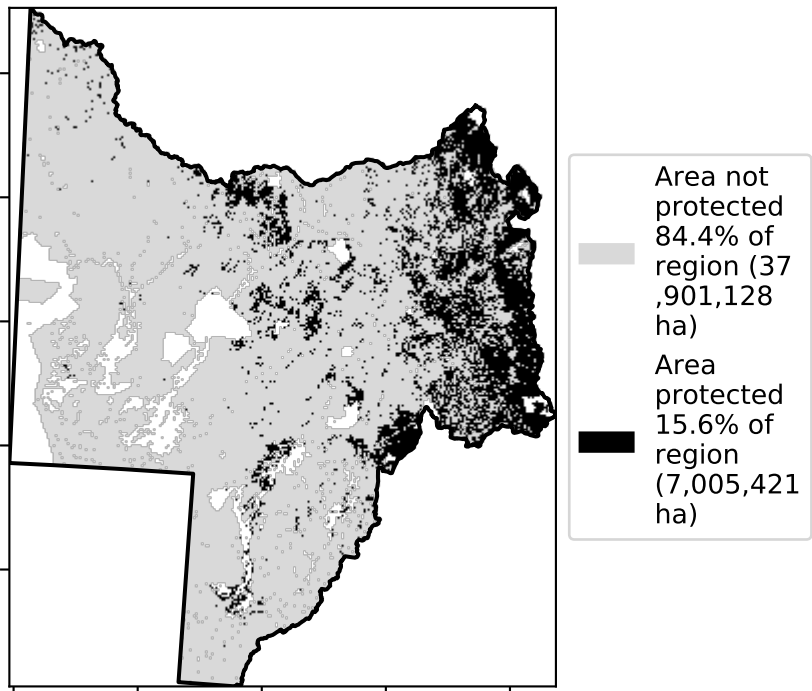 Area not
protected
84.4% of
region (37
,901,128
ha)
Area
protected
15.6% of
region
(7,005,421
ha)